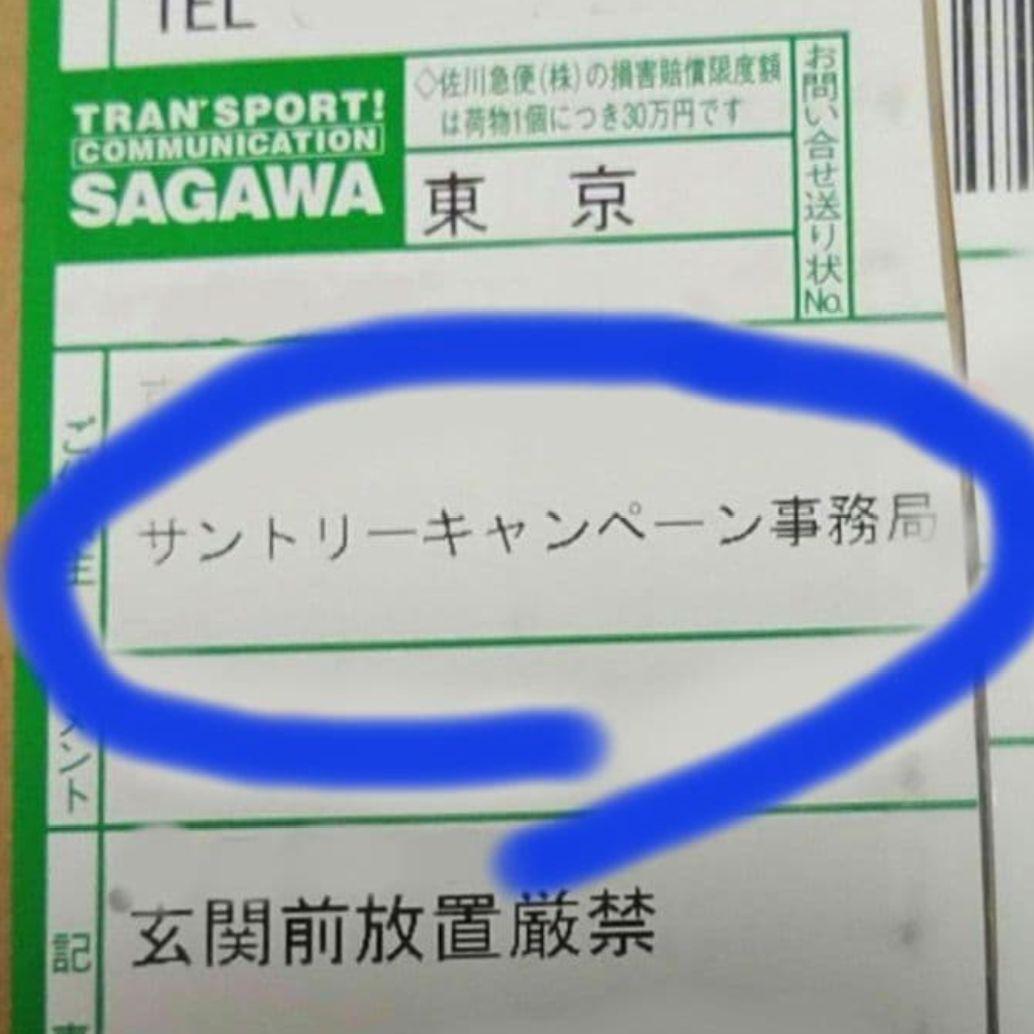 TEL
TRAN'SPORT!
COMMUNICATION
SAGAWA
◇佐川急便(株)の損害賠償限度額
は荷物1個につき30万円です
東 京
お問い合せ送り状No.
サントリーキャンペーン事務局
玄関前放置厳禁
記